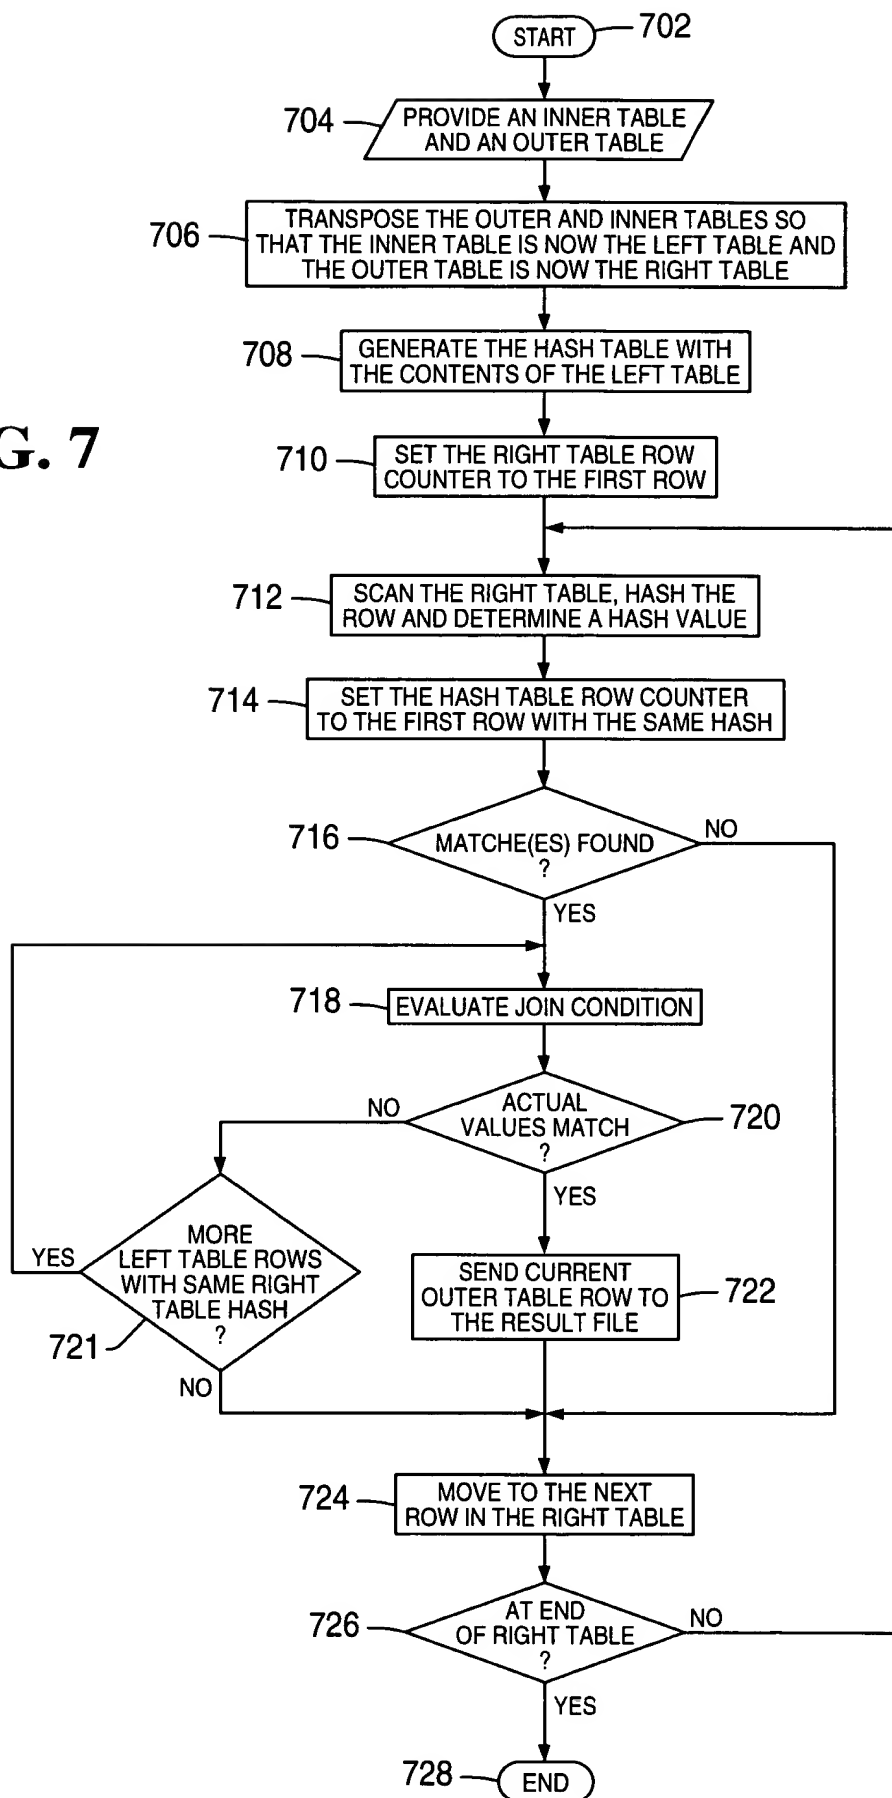 START
702
704
PROVIDE AN INNER TABLE
AND AN OUTER TABLE
706
TRANSPOSE THE OUTER AND INNER TABLES SO
THAT THE INNER TABLE IS NOW THE LEFT TABLE AND
THE OUTER TABLE IS NOW THE RIGHT TABLE
708
GENERATE THE HASH TABLE WITH
THE CONTENTS OF THE LEFT TABLE
G. 7
710
SET THE RIGHT TABLE ROW
COUNTER TO THE FIRST ROW
712
SCAN THE RIGHT TABLE, HASH THE
ROW AND DETERMINE A HASH VALUE
714
SET THE HASH TABLE ROW COUNTER
TO THE FIRST ROW WITH THE SAME HASH
716
MATCHE(ES) FOUND
?
NO
YES
718
EVALUATE JOIN CONDITION
NO
ACTUAL
VALUES MATCH
?
720
YES
YES
MORE
LEFT TABLE ROWS
WITH SAME RIGHT
TABLE HASH
?
721
NO
SEND CURRENT
OUTER TABLE ROW TO
THE RESULT FILE
722
724
MOVE TO THE NEXT
ROW IN THE RIGHT TABLE
726
AT END
OF RIGHT TABLE
?
NO
YES
728
END